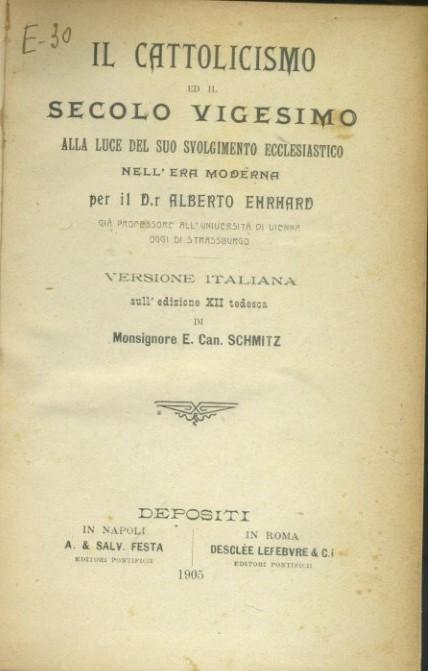 E-30
IL CATTOLICISMO
ED IL
SECOLO VIGESIMO
ALLA LUCE DEL SUO SVOLGIMENTO ECCLESIASTICO
NELL'ERA MODERNA
per il D.r ALBERTO EHRHARD
GIÀ PROFESSORE ALL'UNIVERSITÀ DI VIENNA
OGGI DI STRASSBURGO
VERSIONE ITALIANA
sull'edizione XII tedesca
DI
Monsignore E. Can. SCHMITZ
DEPOSITI
IN NAPOLI
A. & SALV. FESTA
EDITORI PONTIFICII
IN ROMA
DESCLÉE LEFEBVRE & C.i
EDITORI PONTIFICII
1905